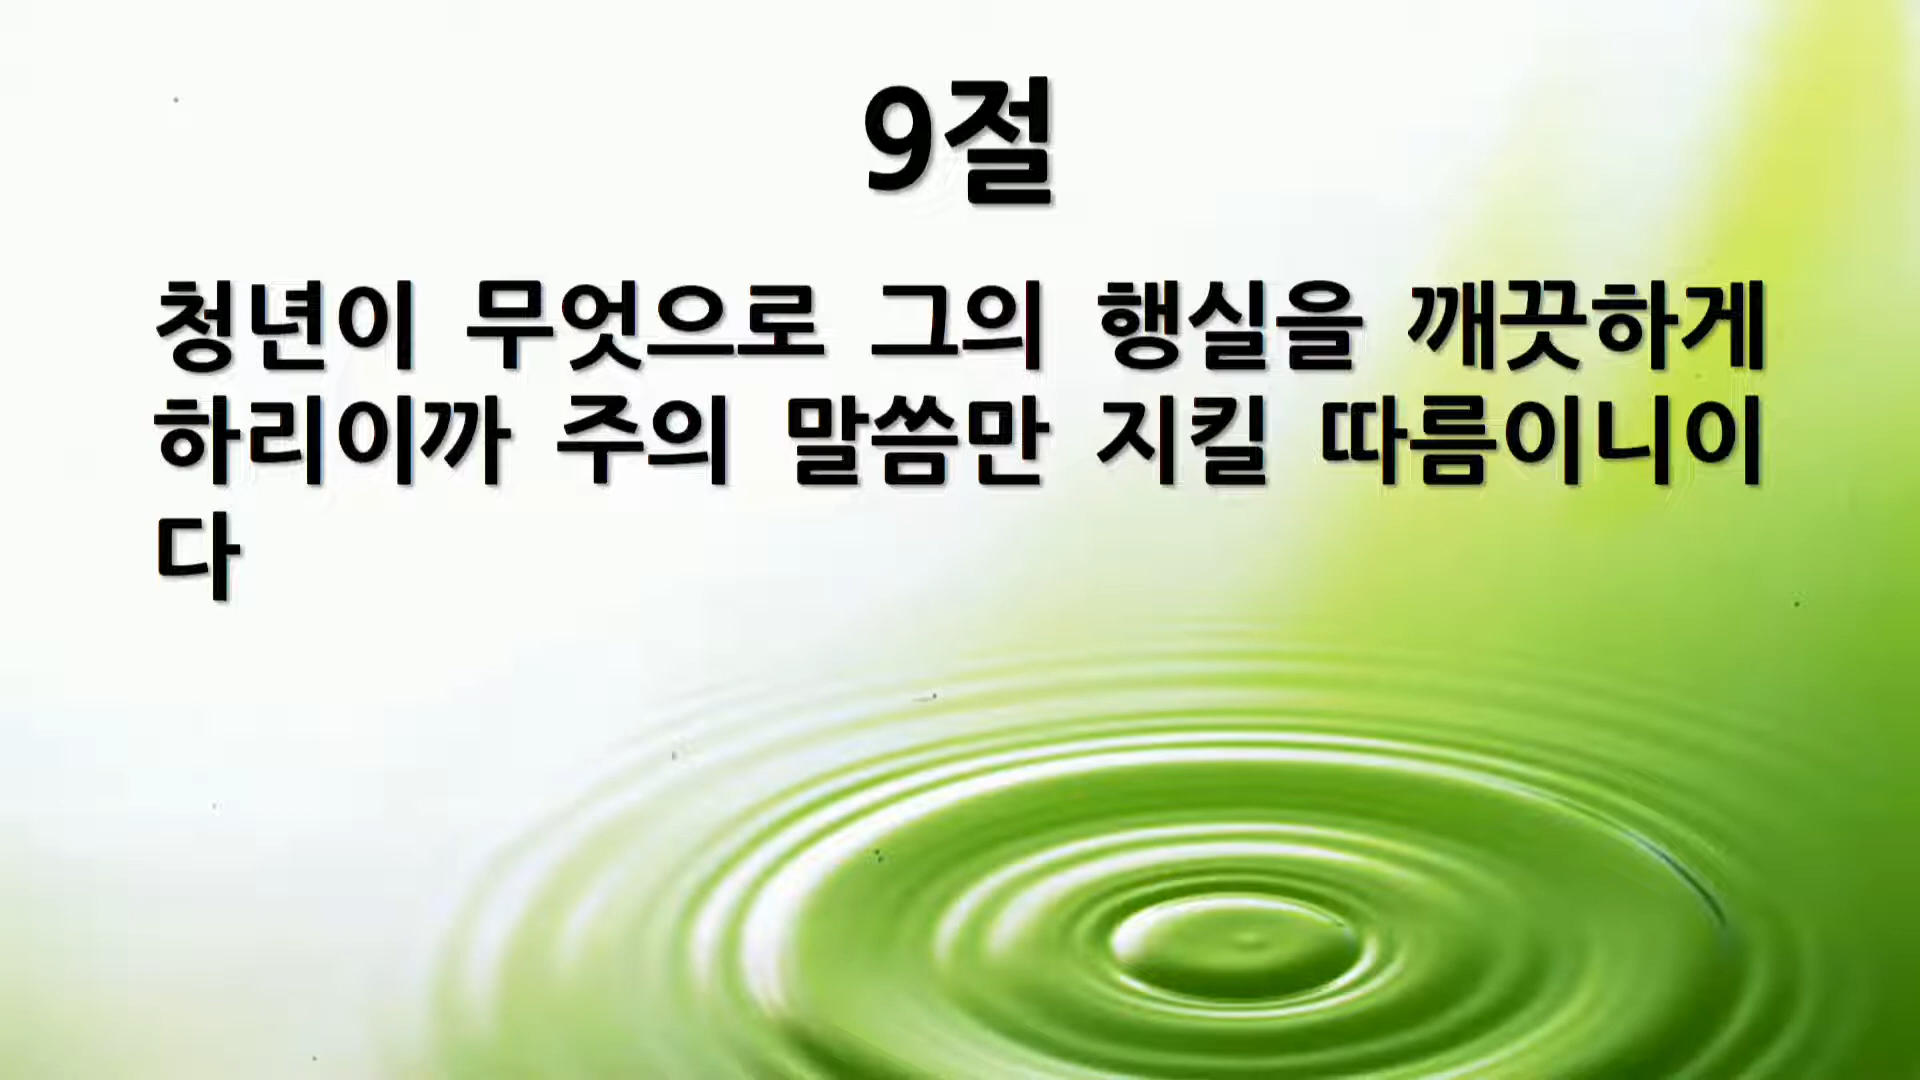 9절
청년이 무엇으로 그의 행실을 깨끗하게
하리이까 주의 말씀만 지킬 따름이니이
다